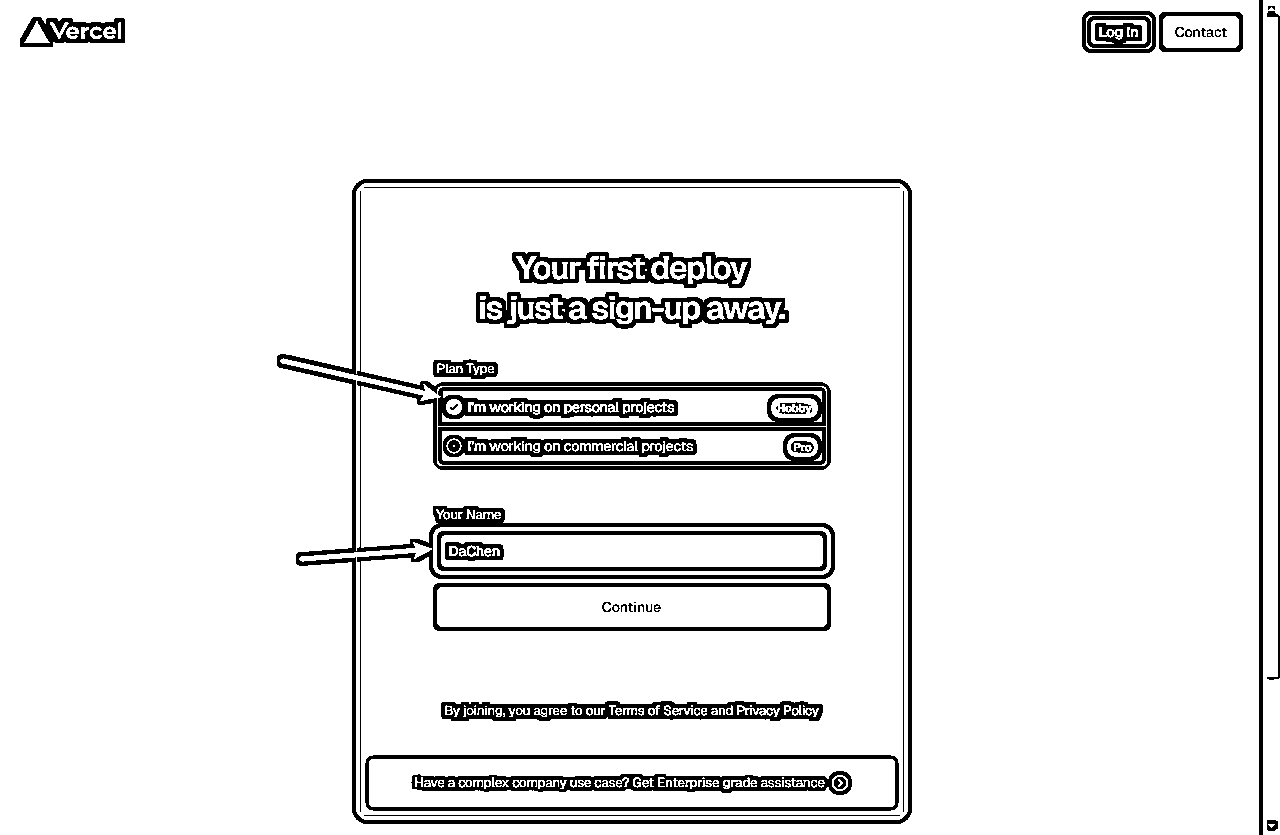 Vercel
Log In
Contact
Your first deploy
is just a sign-up away.
Plan Type
I'm working on personal projects
Hobby
I'm working on commercial projects
Pro
Your Name
DaChen
Continue
By joining, you agree to our Terms of Service and Privacy Policy
Have a complex company use case? Get Enterprise grade assistance